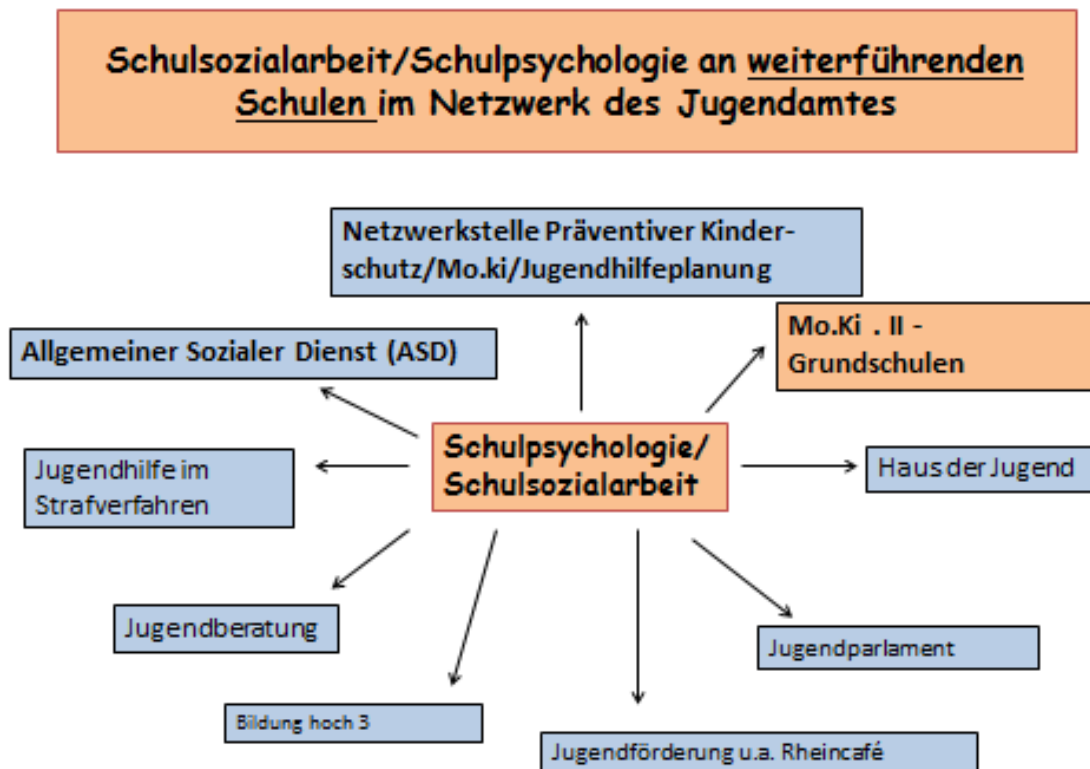 Schulsozialarbeit/Schulpsychologie an weiterführenden
Schulen im Netzwerk des Jugendamtes
Netzwerkstelle Präventiver Kinder-
schutz/Mo.ki/Jugendhilfeplanung
Mo.Ki . II -
Grundschulen
Allgemeiner Sozialer Dienst (ASD)
Schulpsychologie/
Schulsozialarbeit
Jugendhilfe im
Strafverfahren
Haus der Jugend
Jugendberatung
Jugendparlament
Bildung hoch 3
Jugendförderung u.a. Rheincafé